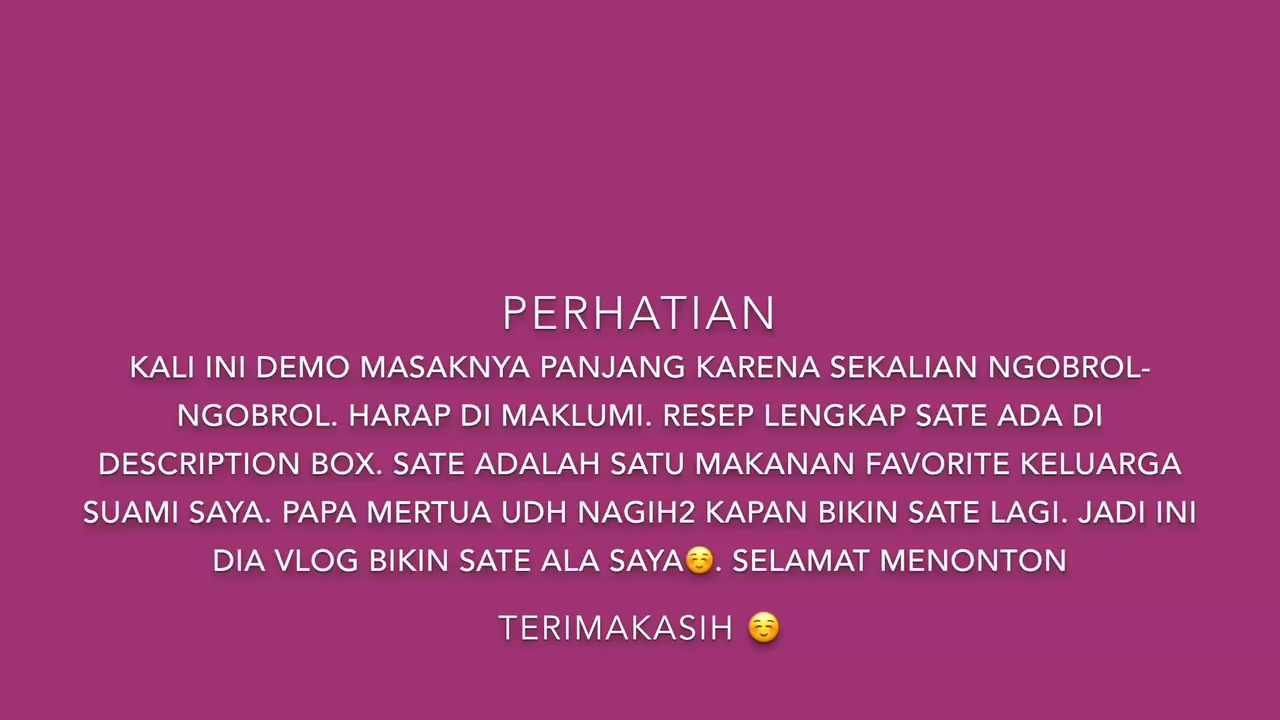 PERHATIAN
KALI INI DEMO MASAKNYA PANJANG KARENA SEKALIAN NGOBROL-
NGOBROL. HARAP DI MAKLUMI. RESEP LENGKAP SATE ADA DI
DESCRIPTION BOX. SATE ADALAH SATU MAKANAN FAVORITE KELUARGA
SUAMI SAYA. PAPA MERTUA UDH NAGIH2 KAPAN BIKIN SATE LAGI. JADI INI
DIA VLOG BIKIN SATE ALA SAYA☺️. SELAMAT MENONTON
TERIMAKASIH ☺️